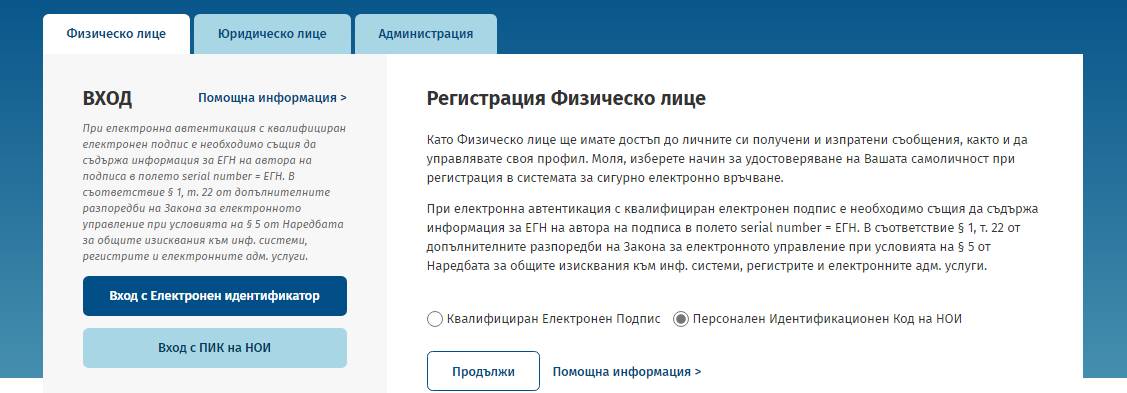 Физическо лице
Юридическо лице
Администрация
ВХОД
Помощна информация >
При електронна автентикация с квалифициран
електронен подпис е необходимо същия да
съдържа информация за ЕГН на автора на
подписа в полето serial number = ЕГН. В
съответствие § 1, т. 22 от допълнителните
разпоредби на Закона за електронното
управление при условията на § 5 от Наредбата
за общите изисквания към инф. системи,
регистрите и електронните адм. услуги.
Вход с Електронен идентификатор
Вход с ПИК на НОИ
Регистрация Физическо лице
Като Физическо лице ще имате достъп до личните си получени и изпратени съобщения, както и да
управлявате своя профил. Моля, изберете начин за удостоверяване на Вашата самоличност при
регистрация в системата за сигурно електронно връчване.
При електронна автентикация с квалифициран електронен подпис е необходимо същия да съдържа
информация за ЕГН на автора на подписа в полето serial number = ЕГН. В съответствие § 1, т. 22 от
допълнителните разпоредби на Закона за електронното управление при условията на § 5 от
Наредбата за общите изисквания към инф. системи, регистрите и електронните адм. услуги.
Квалифициран Електронен Подпис
Персонален Идентификационен Код на НОИ
Продължи
Помощна информация >